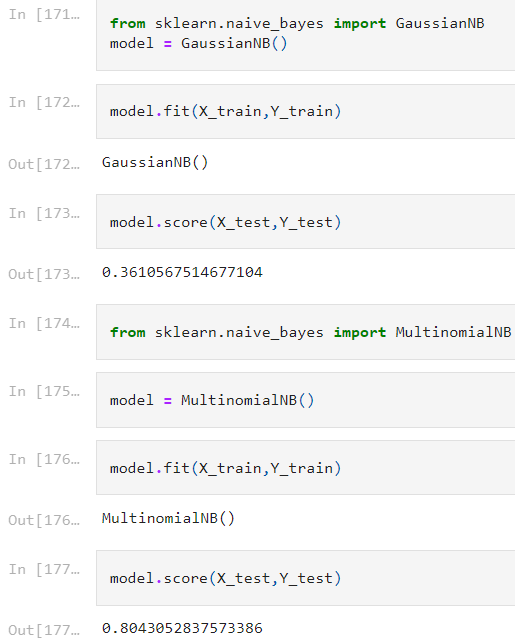 In [171…
from sklearn.naive_bayes import GaussianNB
model = GaussianNB()
In [172…
model.fit(X_train,Y_train)
Out[172…
GaussianNB()
In [173…
model.score(X_test,Y_test)
Out[173…
0.3610567514677104
In [174…
from sklearn.naive_bayes import MultinomialNB
In [175…
model = MultinomialNB()
In [176…
model.fit(X_train,Y_train)
Out[176…
MultinomialNB()
In [177…
model.score(X_test,Y_test)
Out[177…
0.8043052837573386